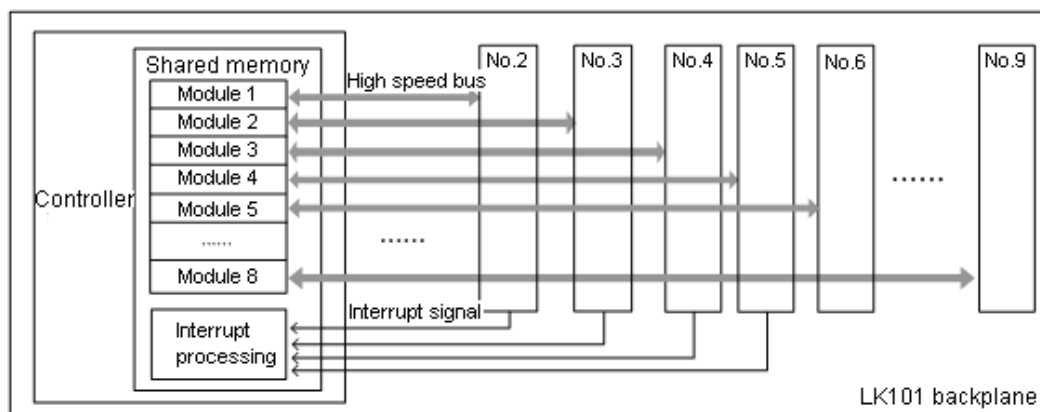 No.2
No.3
No.4
No.5
No.6
No.9
Shared memory
High speed bus
Module 1
Module 2
Module 3
Module 4
......
Controller
Module 5
......
......
Module 8
Interrupt signal
Interrupt
processing
LK101 backplane